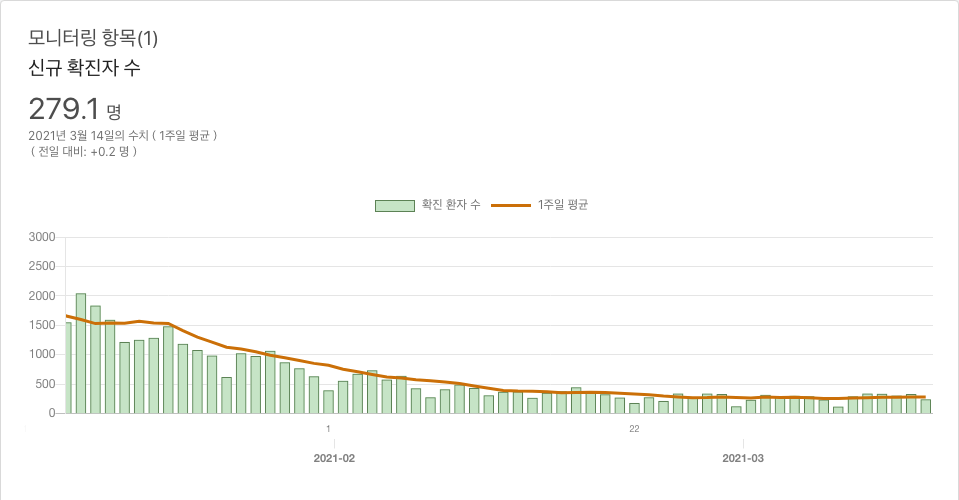 모니터링 항목(1)
신규 확진자 수
279.1 명
2021년 3월 14일의 수치 ( 1주일 평균 )
( 전일 대비: +0.2 명 )
확진 환자 수 1주일 평균
3000
2500
2000
1500
1000
500
0
1 22
2021-02 2021-03